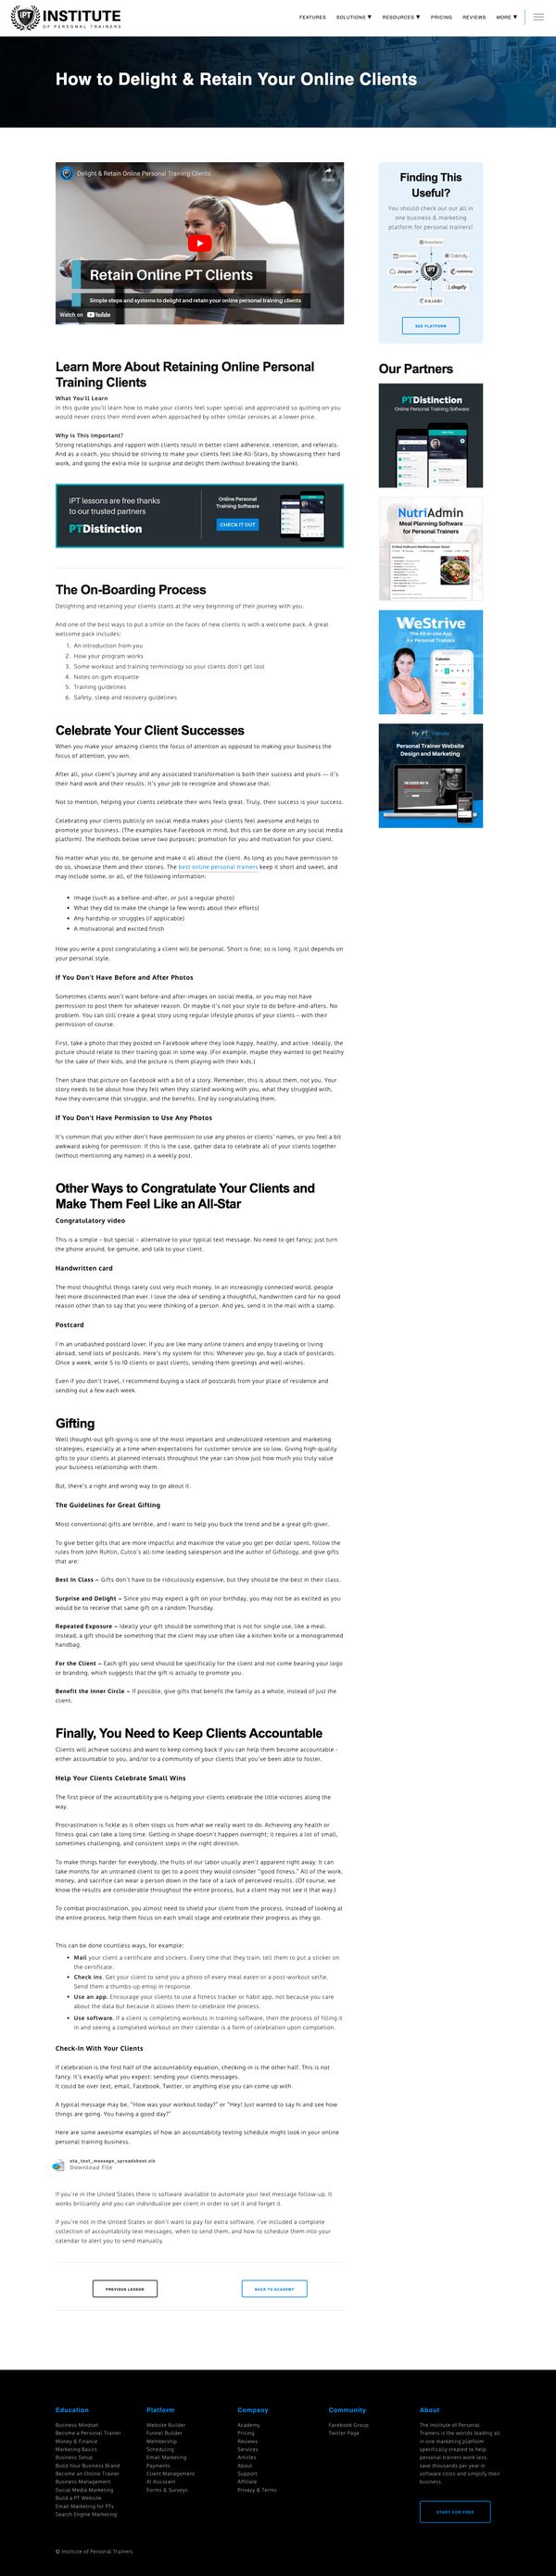 INSTITUTE
OF PERSONAL TRAINERS
FEATURES SOLUTIONS ▼ RESOURCES ▼ PRICING REVIEWS MORE ▼
How to Delight & Retain Your Online Clients
Delight & Retain Online Personal Training Clients
Share
Retain Online PT Clients
Simple steps and systems to delight and retain your online personal training clients
Watch on YouTube
Finding This
Useful?
You should check out our all in
one business & marketing
platform for personal trainers!
Calendly
Jasper
mailchimp
shopify
KAJABI
SEE PLATFORM
Learn More About Retaining Online Personal
Training Clients
What You'll Learn
In this guide you'll learn how to make your clients feel super special and appreciated so quitting on you
would never cross their mind even when approached by other similar services at a lower price.
Why is This Important?
Strong relationships and rapport with clients result in better client adherence, retention, and referrals.
And as a coach, you should be striving to make your clients feel like All-Stars, by showcasing their hard
work, and going the extra mile to surprise and delight them (without breaking the bank).
iPT lessons are free thanks
to our trusted partners
PTDistinction
Online Personal
Training Software
CHECK IT OUT
Our Partners
PTDistinction
Online Personal Training Software
NutriAdmin
Meal Planning Software
for Personal Trainers
WeStrive
The All in one App
for Personal Trainers
Calendar
My PT Website
Personal Trainer Website
Design and Marketing
The On-Boarding Process
Delighting and retaining your clients starts at the very beginning of their journey with you.
And one of the best ways to put a smile on the faces of new clients is with a welcome pack. A great
welcome pack includes:
1. An introduction from you
2. How your program works
3. Some workout and training terminology so your clients don't get lost
4. Notes on gym etiquette
5. Training guidelines
6. Safety, sleep and recovery guidelines
Celebrate Your Client Successes
When you make your amazing clients the focus of attention as opposed to making your business the
focus of attention, you win.
After all, your client's journey and any associated transformation is both their success and yours — it's
their hard work and their results. It's your job to recognize and showcase that.
Not to mention, helping your clients celebrate their wins feels great. Truly, their success is your success.
Celebrating your clients publicly on social media makes your clients feel awesome and helps to
promote your business. (The examples have Facebook in mind, but this can be done on any social media
platform). The methods below serve two purposes: promotion for you and motivation for your client.
No matter what you do, be genuine and make it all about the client. As long as you have permission to
do so, showcase them and their stories. The best online personal trainers keep it short and sweet, and
may include some, or all, of the following information:
• Image (such as a before-and-after, or just a regular photo)
• What they did to make the change (a few words about their efforts)
• Any hardship or struggles (if applicable)
• A motivational and excited finish
How you write a post congratulating a client will be personal. Short is fine; so is long. It just depends on
your personal style.
If You Don't Have Before and After Photos
Sometimes clients won't want before-and after-images on social media, or you may not have
permission to post them for whatever reason. Or maybe it's not your style to do before-and-afters. No
problem. You can still create a great story using regular lifestyle photos of your clients – with their
permission of course.
First, take a photo that they posted on Facebook where they look happy, healthy, and active. Ideally, the
picture should relate to their training goal in some way. (For example, maybe they wanted to get healthy
for the sake of their kids, and the picture is them playing with their kids.)
Then share that picture on Facebook with a bit of a story. Remember, this is about them, not you. Your
story needs to be about how they felt when they started working with you, what they struggled with,
how they overcame that struggle, and the benefits. End by congratulating them.
If You Don't Have Permission to Use Any Photos
It's common that you either don't have permission to use any photos or clients' names, or you feel a bit
awkward asking for permission. If this is the case, gather data to celebrate all of your clients together
(without mentioning any names) in a weekly post.
Other Ways to Congratulate Your Clients and
Make Them Feel Like an All-Star
Congratulatory video
This is a simple – but special – alternative to your typical text message. No need to get fancy; just turn
the phone around, be genuine, and talk to your client.
Handwritten card
The most thoughtful things rarely cost very much money. In an increasingly connected world, people
feel more disconnected than ever. I love the idea of sending a thoughtful, handwritten card for no good
reason other than to say that you were thinking of a person. And yes, send it in the mail with a stamp.
Postcard
I'm an unabashed postcard lover. If you are like many online trainers and enjoy traveling or living
abroad, send lots of postcards. Here's my system for this: Wherever you go, buy a stack of postcards.
Once a week, write 5 to 10 clients or past clients, sending them greetings and well-wishes.
Even if you don't travel, I recommend buying a stack of postcards from your place of residence and
sending out a few each week.
Gifting
Well thought-out gift-giving is one of the most important and underutilized retention and marketing
strategies, especially at a time when expectations for customer service are so low. Giving high-quality
gifts to your clients at planned intervals throughout the year can show just how much you truly value
your business relationship with them.
But, there's a right and wrong way to go about it.
The Guidelines for Great Gifting
Most conventional gifts are terrible, and I want to help you buck the trend and be a great gift-giver.
To give better gifts that are more impactful and maximize the value you get per dollar spent, follow the
rules from John Ruhlin, Cutco's all-time leading salesperson and the author of Giftology, and give gifts
that are:
Best In Class – Gifts don't have to be ridiculously expensive, but they should be the best in their class.
Surprise and Delight – Since you may expect a gift on your birthday, you may not be as excited as you
would be to receive that same gift on a random Thursday.
Repeated Exposure – Ideally your gift should be something that is not for single use, like a meal.
Instead, a gift should be something that the client may use often like a kitchen knife or a monogrammed
handbag.
For the Client – Each gift you send should be specifically for the client and not come bearing your logo
or branding, which suggests that the gift is actually to promote you.
Benefit the Inner Circle – If possible, give gifts that benefit the family as a whole, instead of just the
client.
Finally, You Need to Keep Clients Accountable
Clients will achieve success and want to keep coming back if you can help them become accountable -
either accountable to you, and/or to a community of your clients that you've been able to foster.
Help Your Clients Celebrate Small Wins
The first piece of the accountability pie is helping your clients celebrate the little victories along the
way.
Procrastination is fickle as it often stops us from what we really want to do. Achieving any health or
fitness goal can take a long time. Getting in shape doesn't happen overnight; it requires a lot of small,
sometimes challenging, and consistent steps in the right direction.
To make things harder for everybody, the fruits of our labor usually aren't apparent right away. It can
take months for an untrained client to get to a point they would consider "good fitness." All of the work,
money, and sacrifice can wear a person down in the face of a lack of perceived results. (Of course, we
know the results are considerable throughout the entire process, but a client may not see it that way.)
To combat procrastination, you almost need to shield your client from the process. Instead of looking at
the entire process, help them focus on each small stage and celebrate their progress as they go.
This can be done countless ways, for example:
• Mail your client a certificate and stickers. Every time that they train, tell them to put a sticker on
the certificate.
• Check ins. Get your client to send you a photo of every meal eaten or a post-workout selfie.
Send them a thumbs-up emoji in response.
• Use an app. Encourage your clients to use a fitness tracker or habit app, not because you care
about the data but because it allows them to celebrate the process.
• Use software. If a client is completing workouts in training software, then the process of filling it
in and seeing a completed workout on their calendar is a form of celebration upon completion.
Check-In With Your Clients
If celebration is the first half of the accountability equation, checking-in is the other half. This is not
fancy, it's exactly what you expect: sending your clients messages.
It could be over text, email, Facebook, Twitter, or anything else you can come up with.
A typical message may be, "How was your workout today?" or "Hey! Just wanted to say hi and see how
things are going. You having a good day?"
Here are some awesome examples of how an accountability texting schedule might look in your online
personal training business.
ota_text_message_spreadsheet.xls
Download File
If you're in the United States there is software available to automate your text message follow-up. It
works brilliantly and you can individualize per client in order to set it and forget it.
If you're not in the United States or don't want to pay for extra software, I've included a complete
collection of accountability text messages, when to send them, and how to schedule them into your
calendar to alert you to send manually.
PREVIOUS LESSON
BACK TO ACADEMY
Education
Business Mindset
Become a Personal Trainer
Money & Finance
Marketing Basics
Business Setup
Build Your Business Brand
Become an Online Trainer
Business Management
Social Media Marketing
Build a PT Website
Email Marketing for PTs
Search Engine Marketing
Platform
Website Builder
Funnel Builder
Membership
Scheduling
Email Marketing
Payments
Client Management
AI Assistant
Forms & Surveys
Company
Academy
Pricing
Reviews
Services
Articles
About
Support
Affiliate
Privacy & Terms
Community
Facebook Group
Twitter Page
About
The Institute of Personal
Trainers is the worlds leading all
in one marketing platform
specifically created to help
personal trainers work less,
save thousands per year in
software costs and simplify their
business.
START FOR FREE
© Institute of Personal Trainers